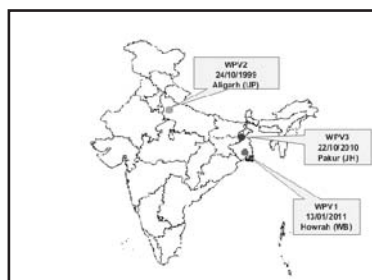 WPV2
24/10/1999
Aligarh (UP)
WPV3
22/10/2010
Pakur (JH)
WPV1
13/01/2011
Howrah (WB)